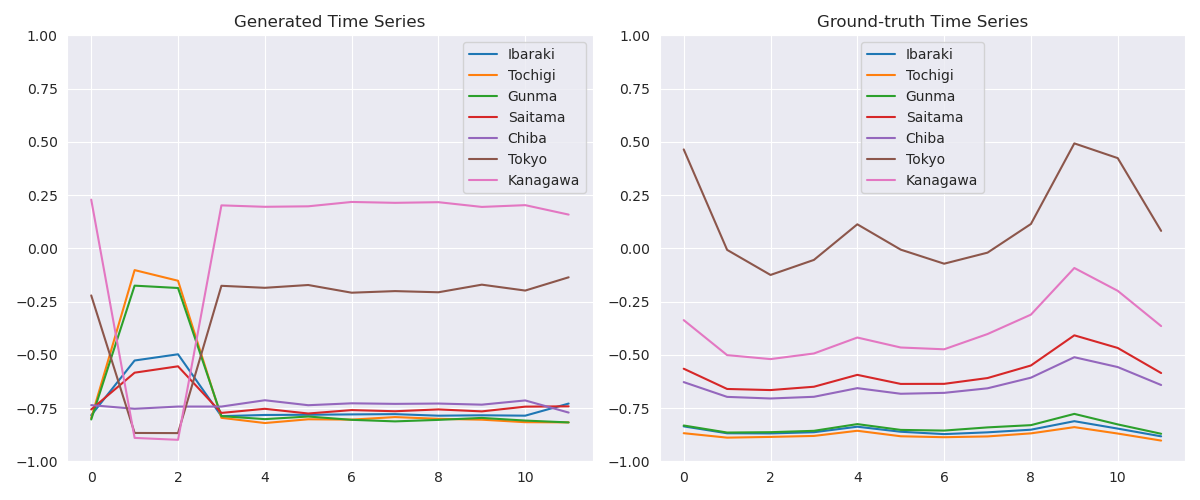 Generated Time Series
1.00
0.75
0.50
0.25
0.00
−0.25
−0.50
−0.75
−1.00
0 2 4 6 8 10
Ibaraki
Tochigi
Gunma
Saitama
Chiba
Tokyo
Kanagawa
Ground-truth Time Series
1.00
0.75
0.50
0.25
0.00
−0.25
−0.50
−0.75
−1.00
0 2 4 6 8 10
Ibaraki
Tochigi
Gunma
Saitama
Chiba
Tokyo
Kanagawa